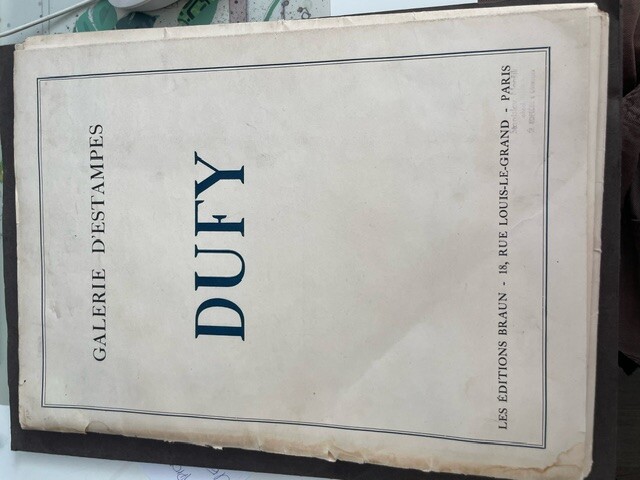 GALERIE D'ESTAMPES
DUFY
LES ÉDITIONS BRAUN - 18, RUE LOUIS-LE-GRAND - PARIS